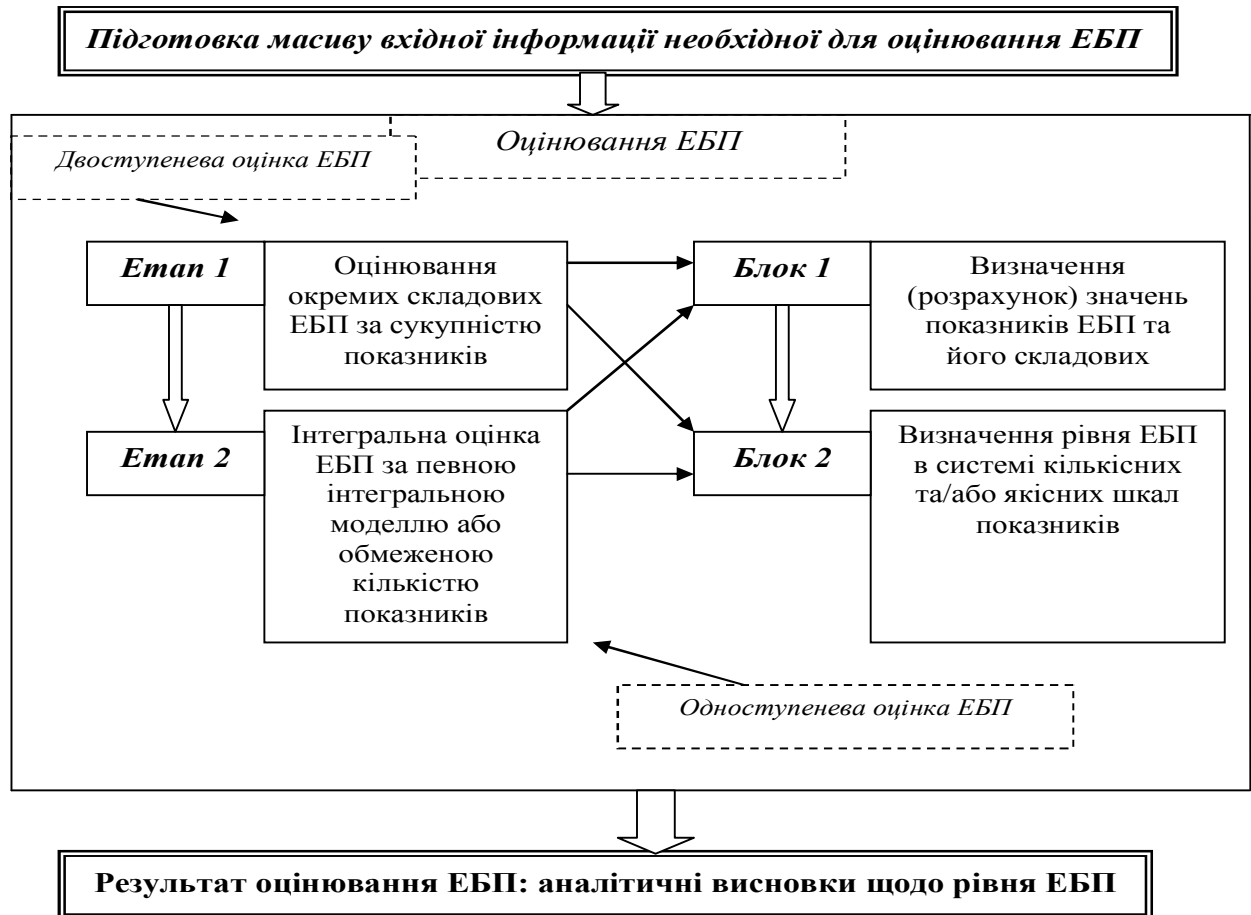 Підготовка масиву вхідної інформації необхідної для оцінювання ЕБП
Оцінювання ЕБП
Двоступенева оцінка ЕБП
Етап 1
Оцінювання
окремих складових
ЕБП за сукупністю
показників
Блок 1
Визначення
(розрахунок) значень
показників ЕБП та
його складових
Етап 2
Інтегральна оцінка
ЕБП за певною
інтегральною
моделлю або
обмеженою
кількістю
показників
Блок 2
Визначення рівня ЕБП
в системі кількісних
та/або якісних шкал
показників
Одноступенева оцінка ЕБП
Результат оцінювання ЕБП: аналітичні висновки щодо рівня ЕБП